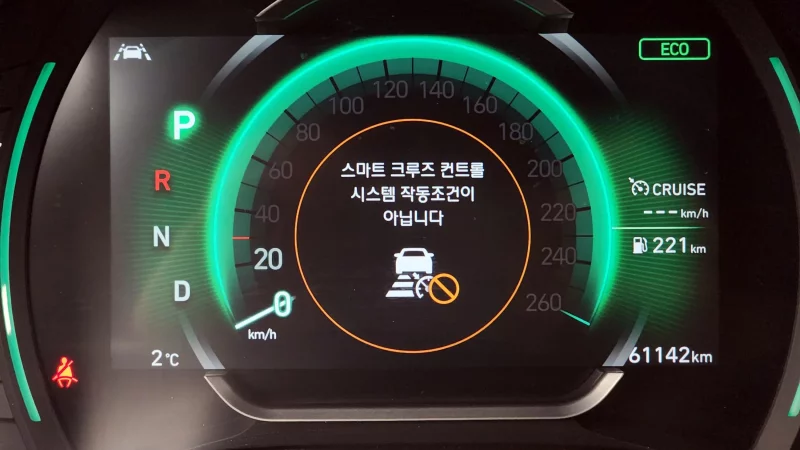 ECO
P
R
N
D
0
20
40
60
80
100
120
140
160
180
200
220
240
260
km/h
스마트 크루즈 컨트롤
시스템 작동조건이
아닙니다
CRUISE
---km/h
221 km
2°C
61142km